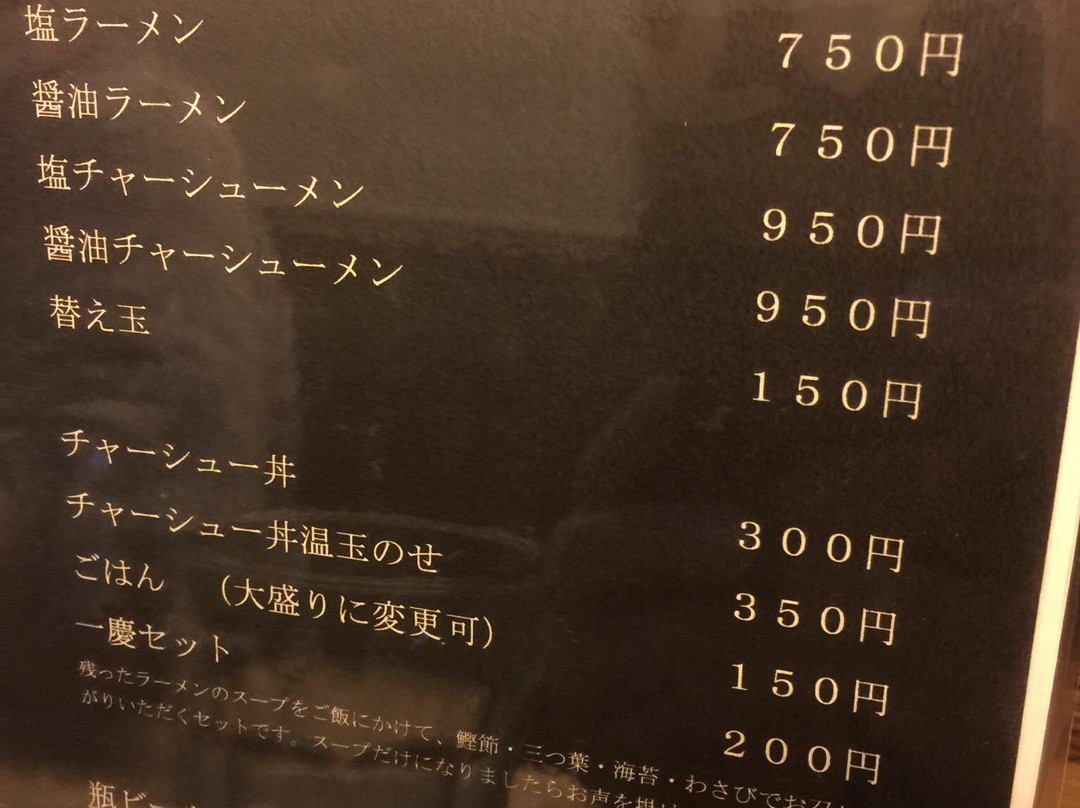 塩ラーメン ７５０円
醤油ラーメン ７５０円
塩チャーシューメン ９５０円
醤油チャーシューメン ９５０円
替え玉 １５０円
チャーシュー丼 ３００円
チャーシュー丼温玉のせ ３５０円
ごはん （大盛りに変更可） １５０円
一慶セット ２００円
残ったラーメンのスープをご飯にかけて、鰹節・三つ葉・海苔・わさびでお召
がりいただくセットです。スープだけになりましたらお声を掛け
瓶ビー